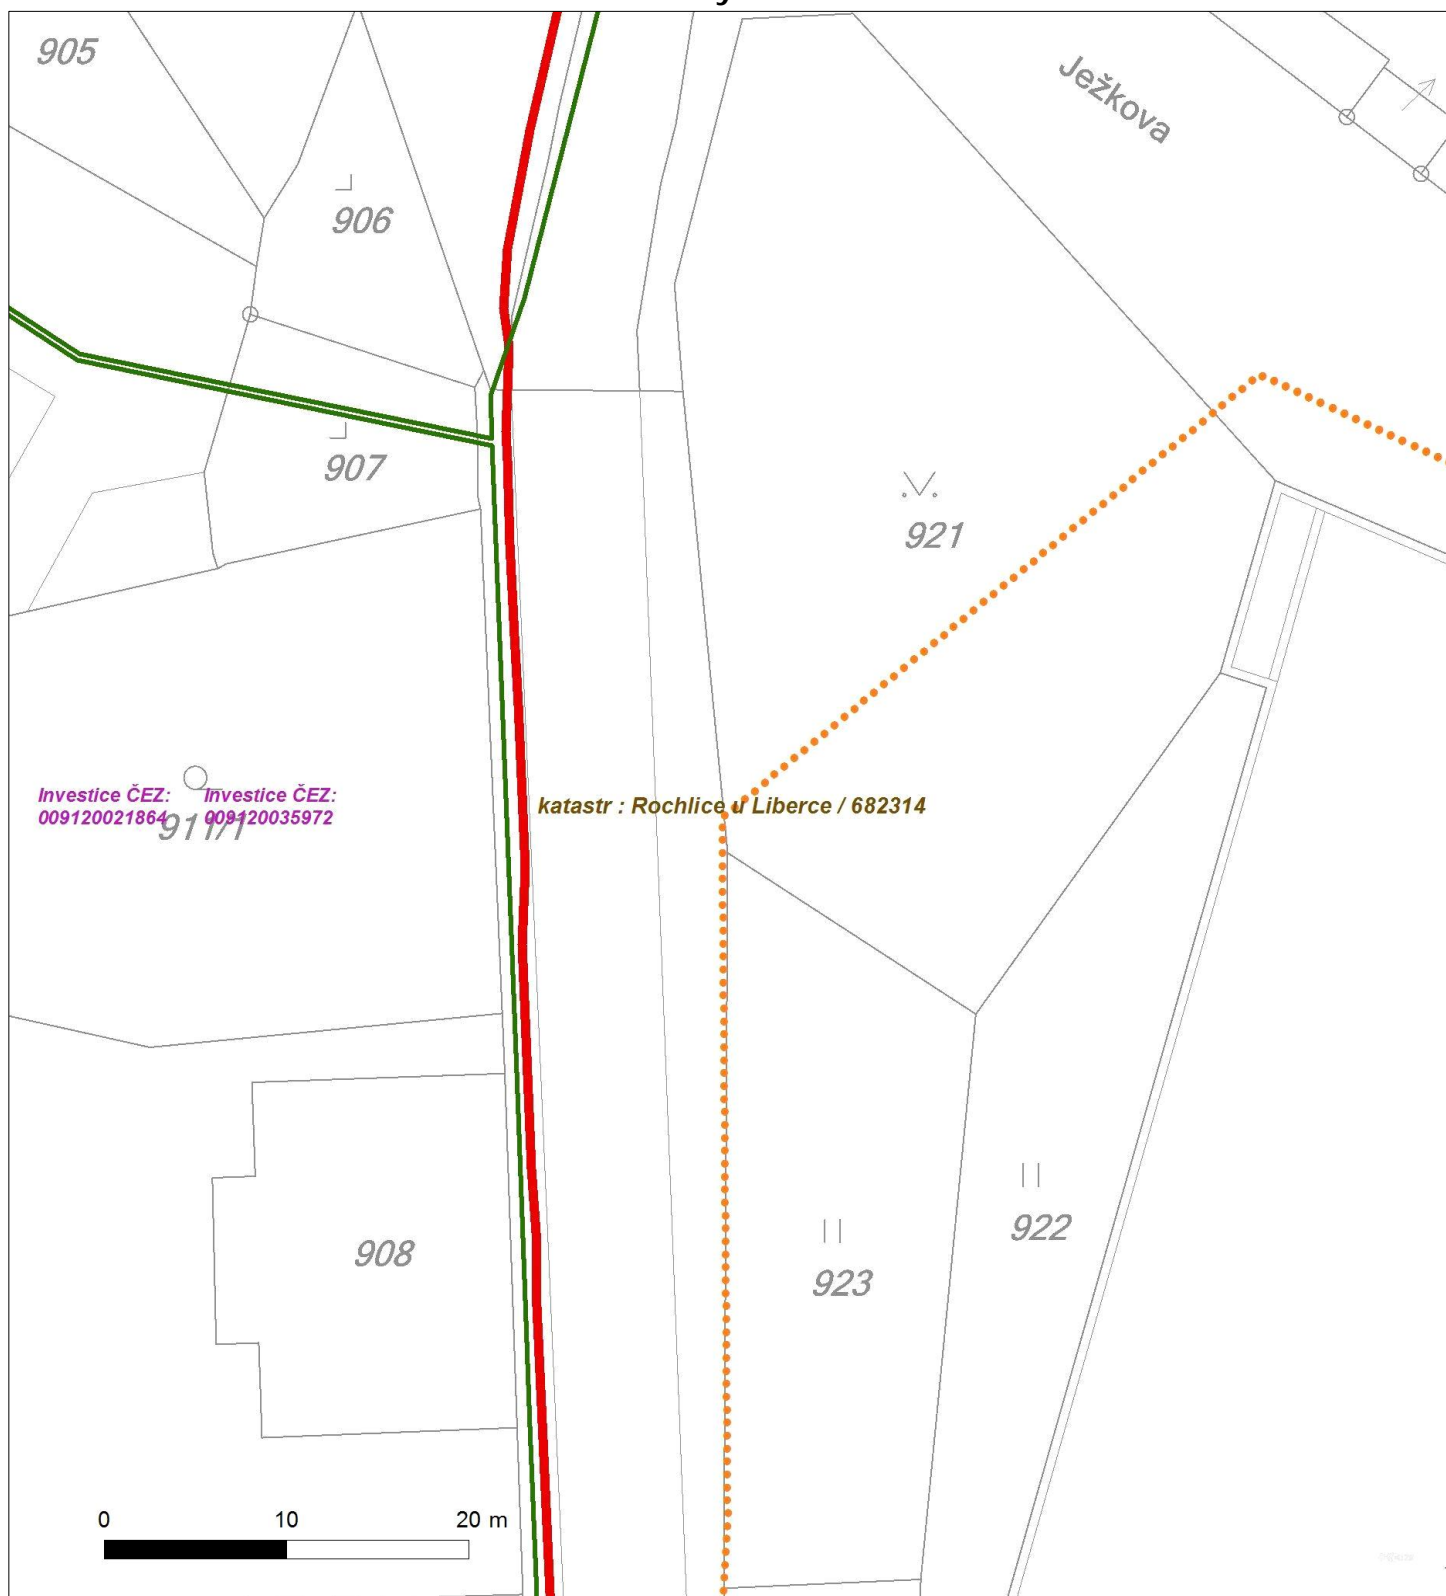 905
Ježkova
906
907
921
Investice ČEZ:
009120021864
Investice ČEZ:
009120035972
911/1
katastr : Rochlice u Liberce / 682314
922
923
908
0 10 20 m